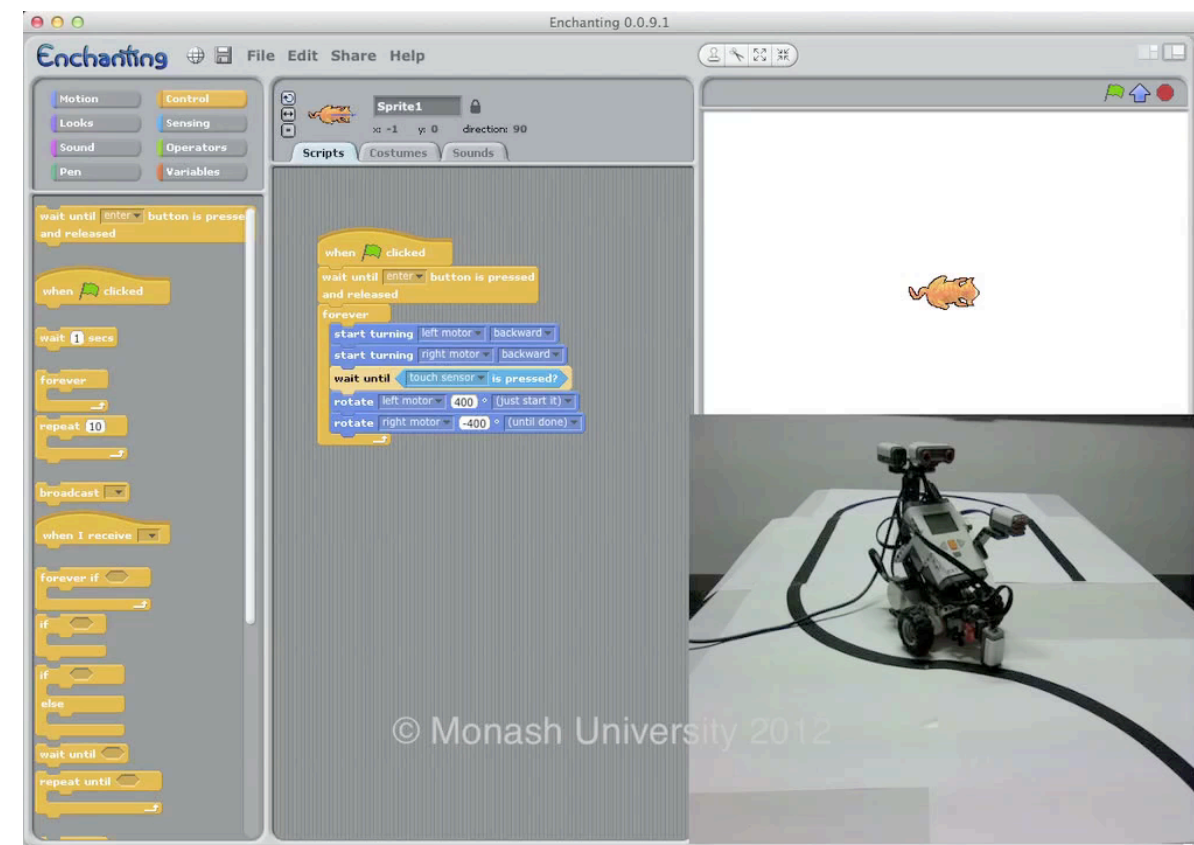 Enchanting 0.0.9.1
Enchanting File Edit Share Help
Motion Control
Looks Sensing
Sound Operators
Pen Variables
wait until enter button is presse
and released
when clicked
wait 1 secs
forever
repeat 10
broadcast
when I receive
forever if
if
if
else
wait until
repeat until
Sprite1
x: -1 y: 0 direction: 90
Scripts Costumes Sounds
when clicked
wait until enter button is pressed
and released
forever
start turning left motor backward
start turning right motor backward
wait until touch sensor is pressed?
rotate left motor 400 ° (just start it)
rotate right motor -400 ° (until done)
© Monash University 2012